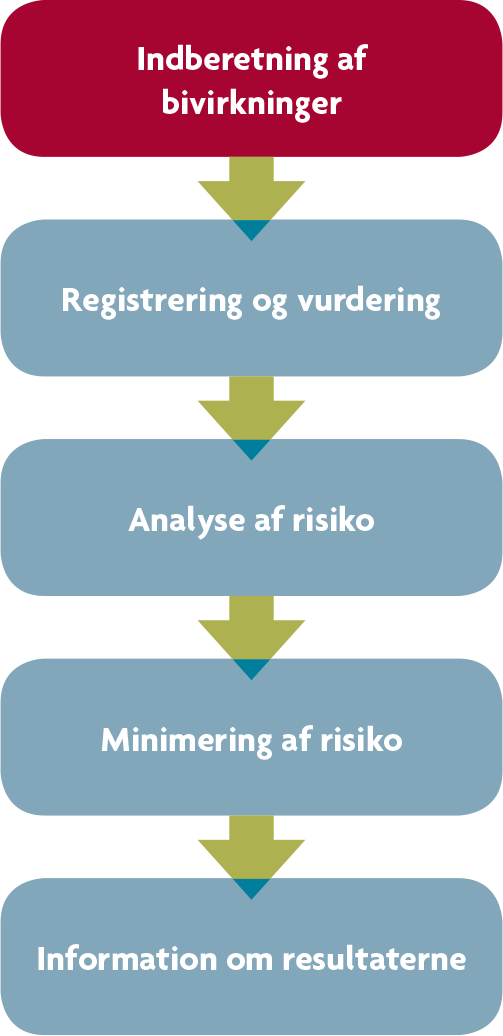 Indberetning af
bivirkninger
Registrering og vurdering
Analyse af risiko
Minimering af risiko
Information om resultaterne